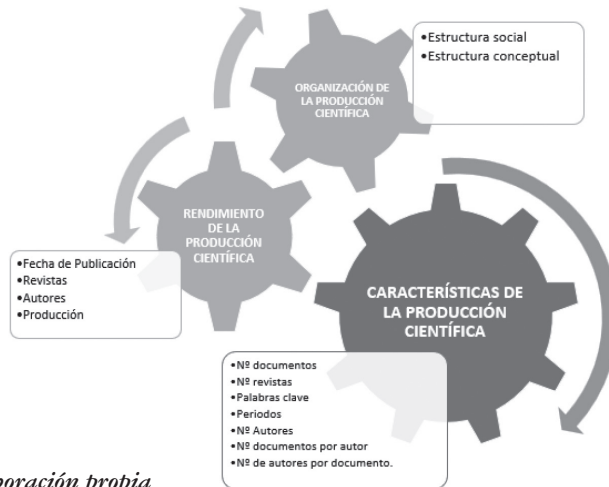 •Estructura social
•Estructura conceptual
ORGANIZACIÓN DE
LA PRODUCCIÓN
CIENTÍFICA
RENDIMIENTO
DE LA
PRODUCCIÓN
CIENTÍFICA
•Fecha de Publicación
•Revistas
•Autores
•Producción
CARACTERÍSTICAS DE
LA PRODUCCIÓN
CIENTÍFICA
•Nº documentos
•Nº revistas
•Palabras clave
•Periodos
•Nº Autores
•Nº documentos por autor
•Nº de autores por documento.
propia